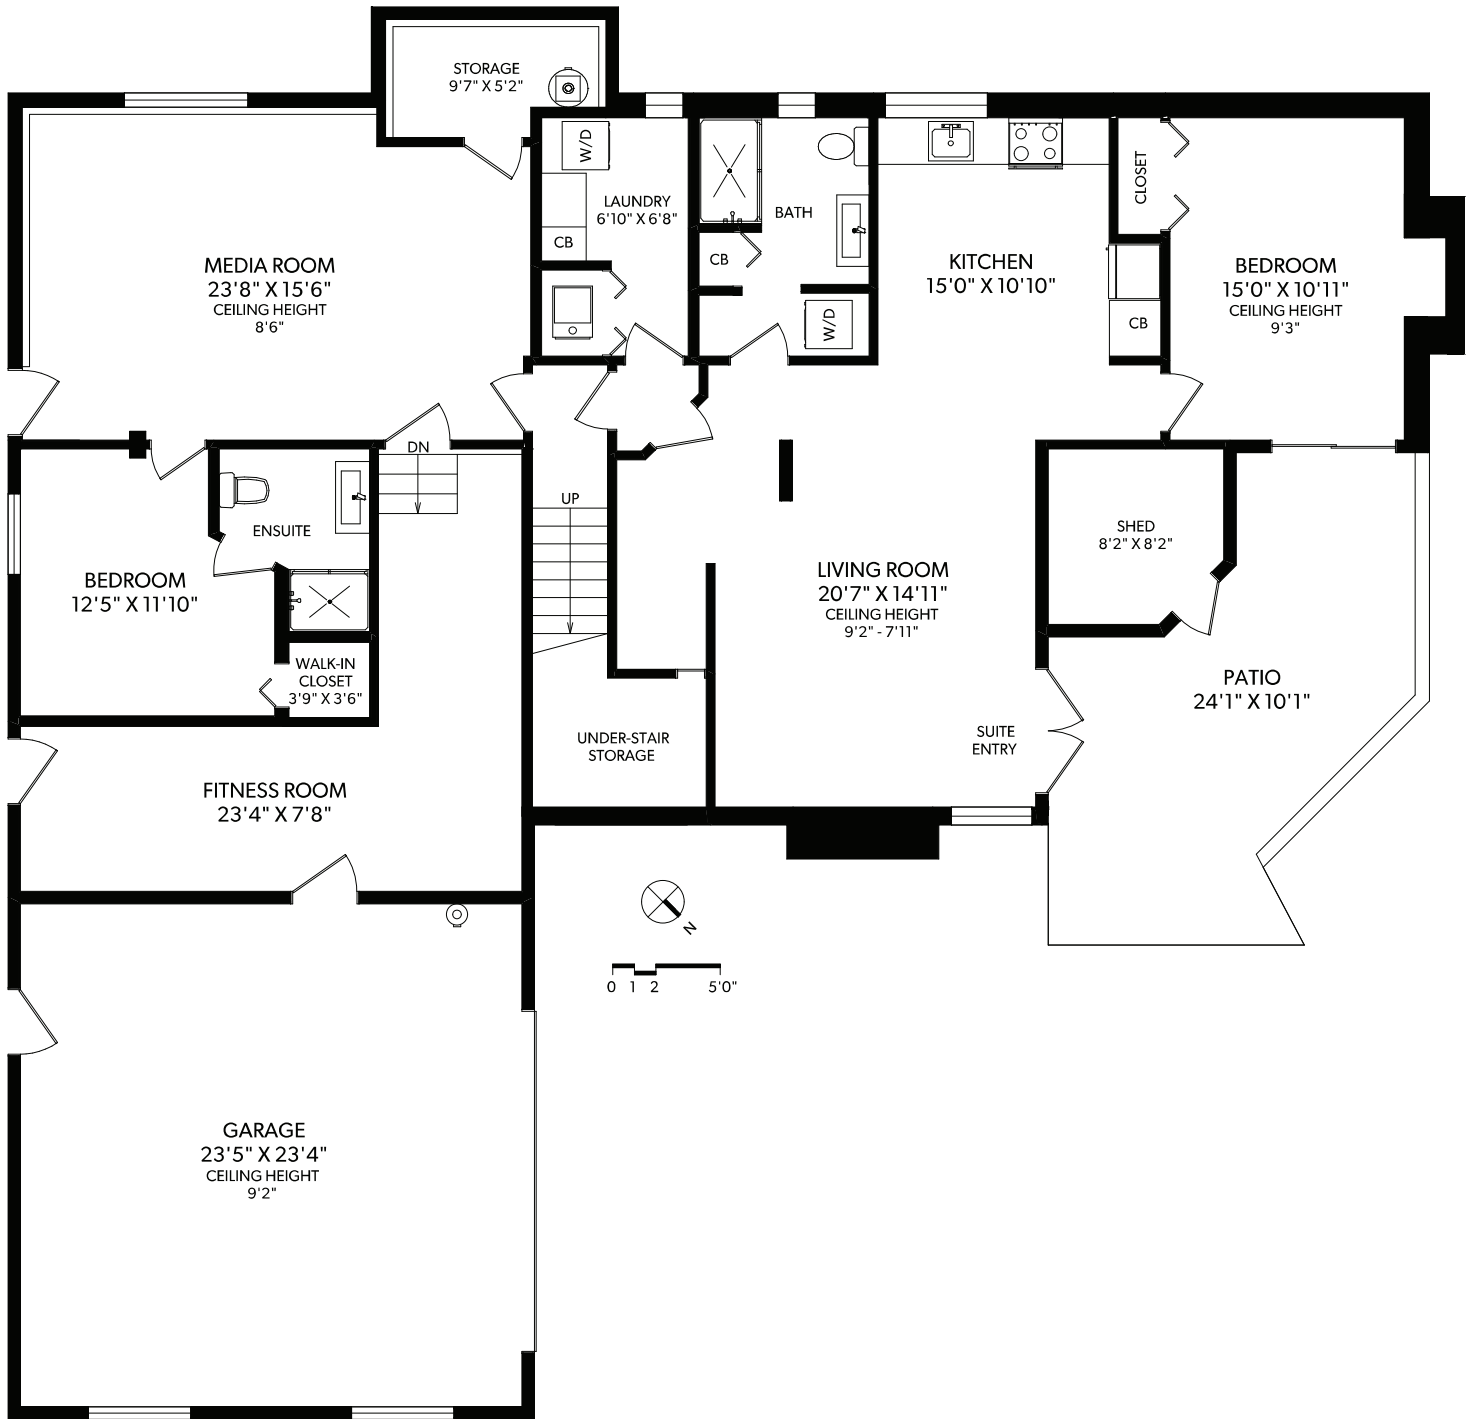 STORAGE
9'7" X 5'2"
W/D
LAUNDRY
6'10" X 6'8"
CB
BATH
CB
W/D
KITCHEN
15'0" X 10'10"
CB
CLOSET
BEDROOM
15'0" X 10'11"
CEILING HEIGHT
9'3"
MEDIA ROOM
23'8" X 15'6"
CEILING HEIGHT
8'6"
DN
UP
ENSUITE
BEDROOM
12'5" X 11'10"
WALK-IN
CLOSET
3'9" X 3'6"
SHED
8'2" X 8'2"
LIVING ROOM
20'7" X 14'11"
CEILING HEIGHT
9'2" - 7'11"
PATIO
24'1" X 10'1"
SUITE
ENTRY
UNDER-STAIR
STORAGE
FITNESS ROOM
23'4" X 7'8"
N
0 1 2 5'0"
GARAGE
23'5" X 23'4"
CEILING HEIGHT
9'2"